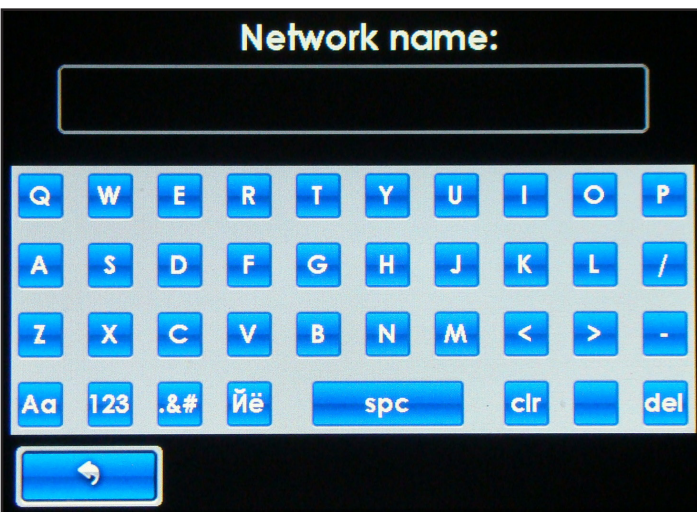 Network name:
Q W E R T Y U I O P
A S D F G H J K L /
Z X C V B N M < > -
Aa 123 .&# Йё spc clr del